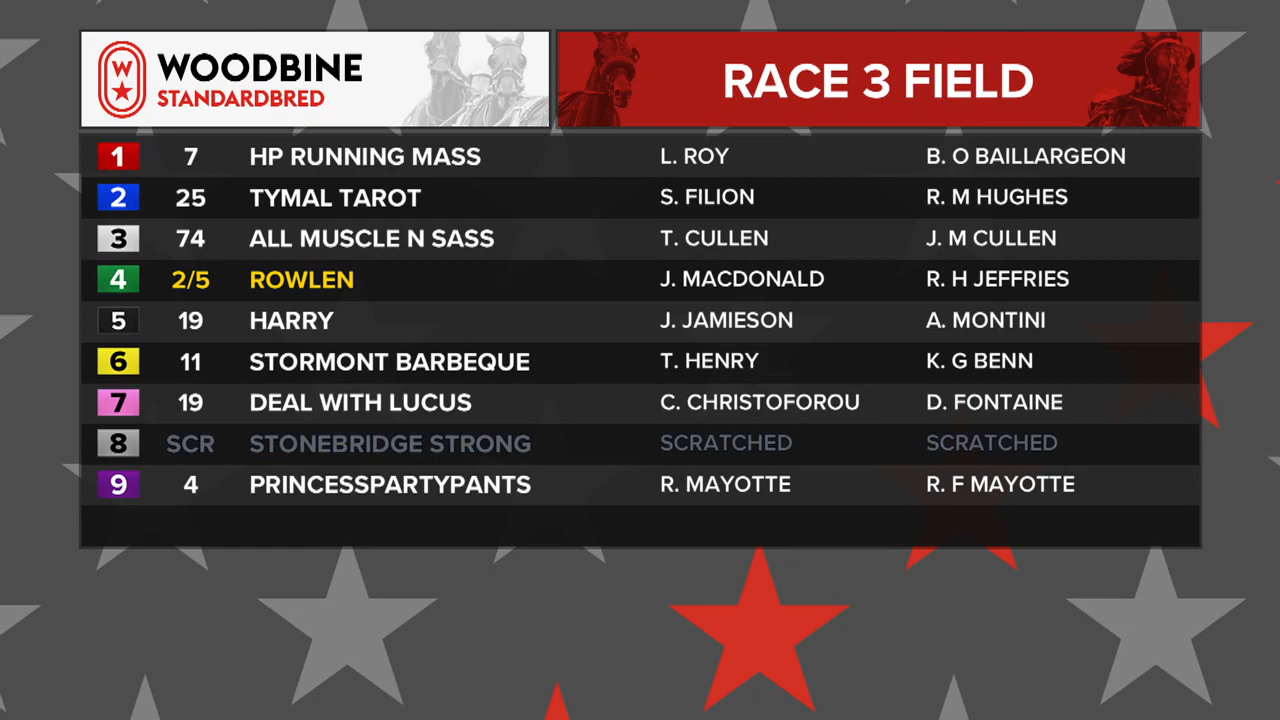 W
WOODBINE
STANDARDBRED
RACE 3 FIELD
1 7 HP RUNNING MASS L. ROY B. O BAILLARGEON
2 25 TYMAL TAROT S. FILION R. M HUGHES
3 74 ALL MUSCLE N SASS T. CULLEN J. M CULLEN
4 2/5 ROWLEN J. MACDONALD R. H JEFFRIES
5 19 HARRY J. JAMIESON A. MONTINI
6 11 STORMONT BARBEQUE T. HENRY K. G BENN
7 19 DEAL WITH LUCUS C. CHRISTOFOROU D. FONTAINE
8 SCR STONEBRIDGE STRONG SCRATCHED SCRATCHED
9 4 PRINCESSPARTYPANTS R. MAYOTTE R. F MAYOTTE